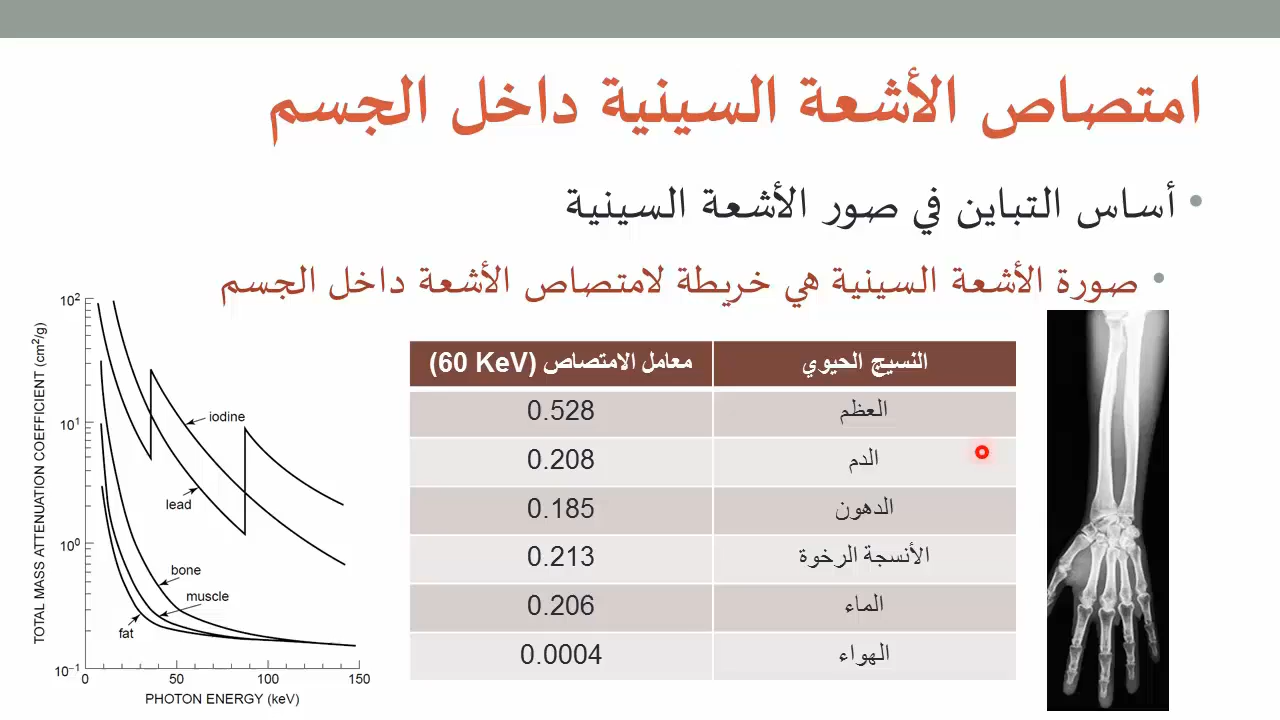 امتصاص الأشعة السينية داخل الجسم
• أساس التباين في صور الأشعة السينية
• صورة الأشعة السينية هي خريطة لامتصاص الأشعة داخل الجسم
النسيج الحيوي معامل الامتصاص (60 KeV)
العظم 0.528
الدم 0.208
الدهون 0.185
الأنسجة الرخوة 0.213
الماء 0.206
الهواء 0.0004
TOTAL MASS ATTENUATION COEFFICIENT (cm²/g)
10²
10¹
10⁰
10⁻¹
iodine
lead
bone
muscle
fat
0 50 100 150
PHOTON ENERGY (keV)